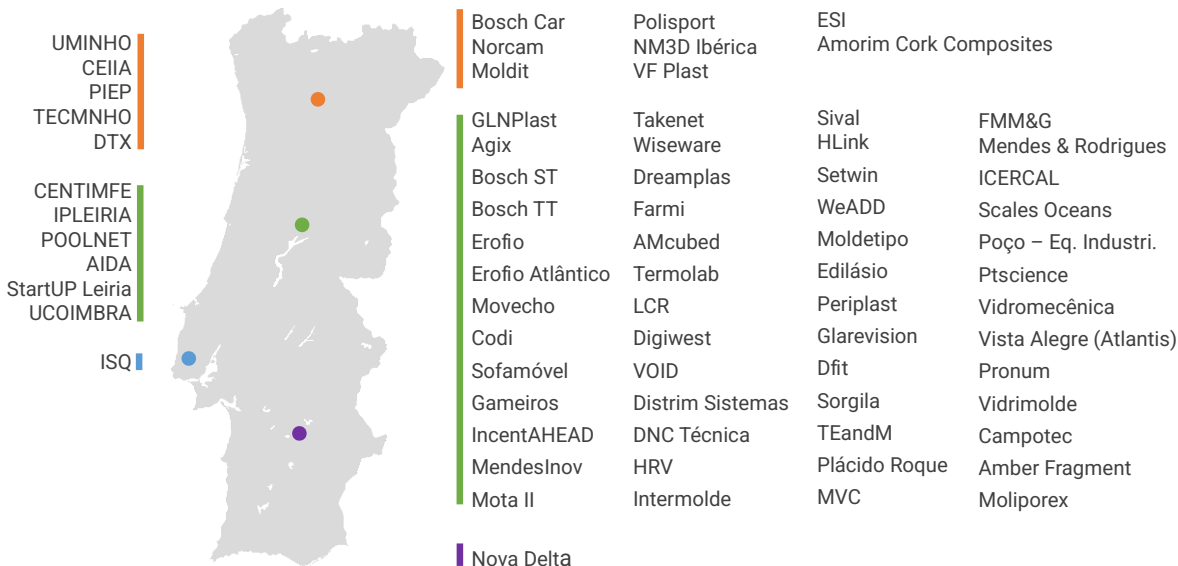 UMINHO
CEIIA
PIEP
TECMNHO
DTX
CENTIMFE
IPLEIRIA
POOLNET
AIDA
StartUP Leiria
UCOIMBRA
ISQ
Bosch Car Polisport ESI
Norcam NM3D Ibérica Amorim Cork Composites
Moldit VF Plast
GLNPlast Takenet Sival FMM&G
Agix Wiseware HLink Mendes & Rodrigues
Bosch ST Dreamplas Setwin ICERCAL
Bosch TT Farmi WeADD Scales Oceans
Erofio AMcubed Moldetipo Poço – Eq. Industri.
Erofio Atlântico Termolab Edilásio Ptscience
Movecho LCR Periplast Vidromecênica
Codi Digiwest Glarevision Vista Alegre (Atlantis)
Sofamóvel VOID Dfit Pronum
Gameiros Distrim Sistemas Sorgila Vidrimolde
IncentAHEAD DNC Técnica TEandM Campotec
MendesInov HRV Plácido Roque Amber Fragment
Mota II Intermolde MVC Moliporex
Nova Delta